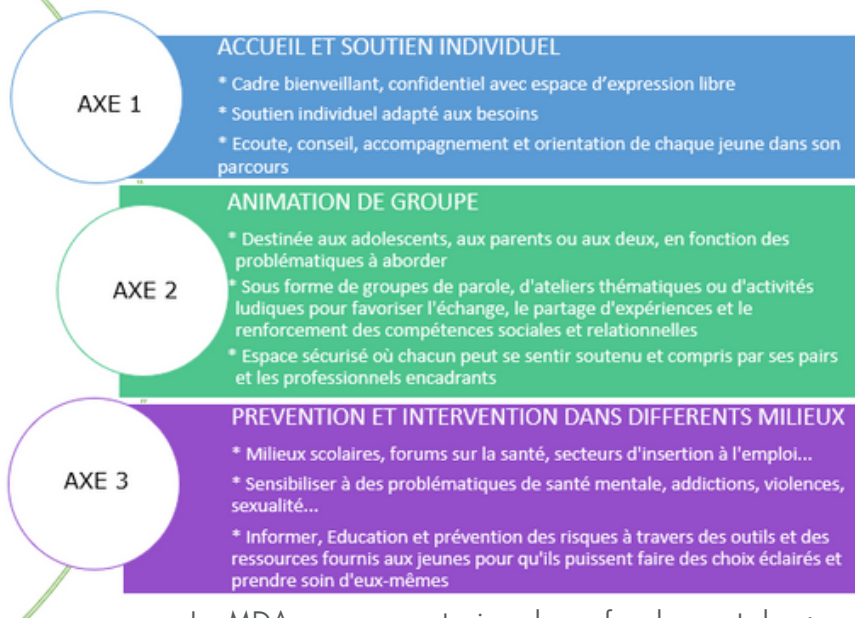 AXE 1
ACCUEIL ET SOUTIEN INDIVIDUEL
* Cadre bienveillant, confidentiel avec espace d'expression libre
* Soutien individuel adapté aux besoins
* Ecoute, conseil, accompagnement et orientation de chaque jeune dans son
parcours
AXE 2
ANIMATION DE GROUPE
* Destinée aux adolescents, aux parents ou aux deux, en fonction des
problématiques à aborder
* Sous forme de groupes de parole, d'ateliers thématiques ou d'activités
ludiques pour favoriser l'échange, le partage d'expériences et le
renforcement des compétences sociales et relationnelles
* Espace sécurisé où chacun peut se sentir soutenu et compris par ses pairs
et les professionnels encadrants
AXE 3
PREVENTION ET INTERVENTION DANS DIFFERENTS MILIEUX
* Milieux scolaires, forums sur la santé, secteurs d'insertion à l'emploi...
* Sensibiliser à des problématiques de santé mentale, addictions, violences,
sexualité...
* Informer, Education et prévention des risques à travers des outils et des
ressources fournis aux jeunes pour qu'ils puissent faire des choix éclairés et
prendre soin d'eux-mêmes
MDA